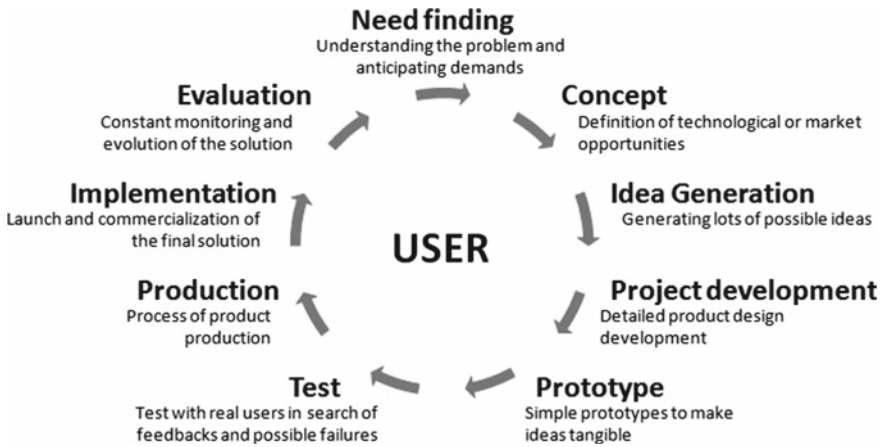 Need finding
Understanding the problem and
anticipating demands
Concept
Definition of technological or market
opportunities
Idea Generation
Generating lots of possible ideas
Project development
Detailed product design
development
Prototype
Simple prototypes to make
ideas tangible
Test
Test with real users in search of
feedbacks and possible failures
Production
Process of product
production
Implementation
Launch and commercialization of
the final solution
Evaluation
Constant monitoring and
evolution of the solution
USER